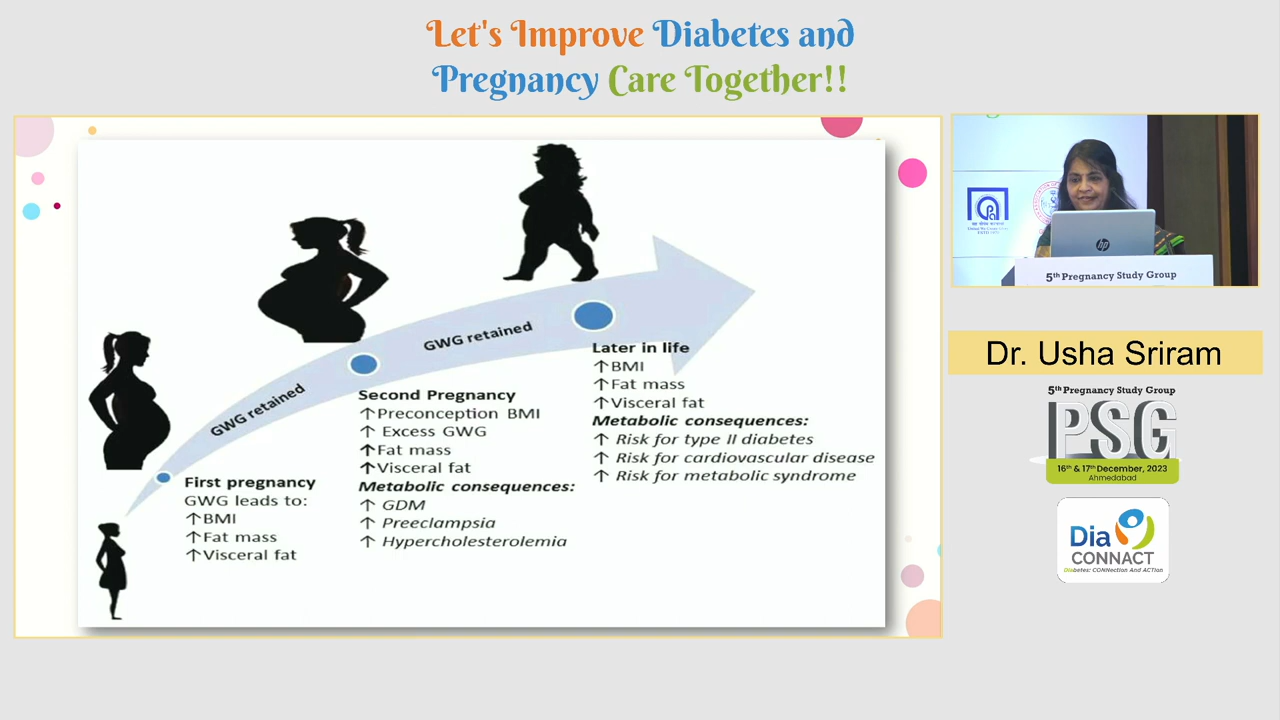 Let's Improve Diabetes and
Pregnancy Care Together!!
GWG retained
GWG retained
First pregnancy
GWG leads to:
↑BMI
↑Fat mass
↑Visceral fat
Second Pregnancy
↑Preconception BMI
↑ Excess GWG
↑Fat mass
↑Visceral fat
Metabolic consequences:
↑ GDM
↑ Preeclampsia
↑ Hypercholesterolemia
Later in life
↑BMI
↑Fat mass
↑Visceral fat
Metabolic consequences:
↑ Risk for type II diabetes
↑ Risk for cardiovascular disease
↑ Risk for metabolic syndrome
hp
5th Pregnancy Study Group
Dr. Usha Sriram
5th Pregnancy Study Group
PSG
16th & 17th December, 2023
Ahmedabad
Dia
CONNACT
Diabetes: CONNection And ACTion